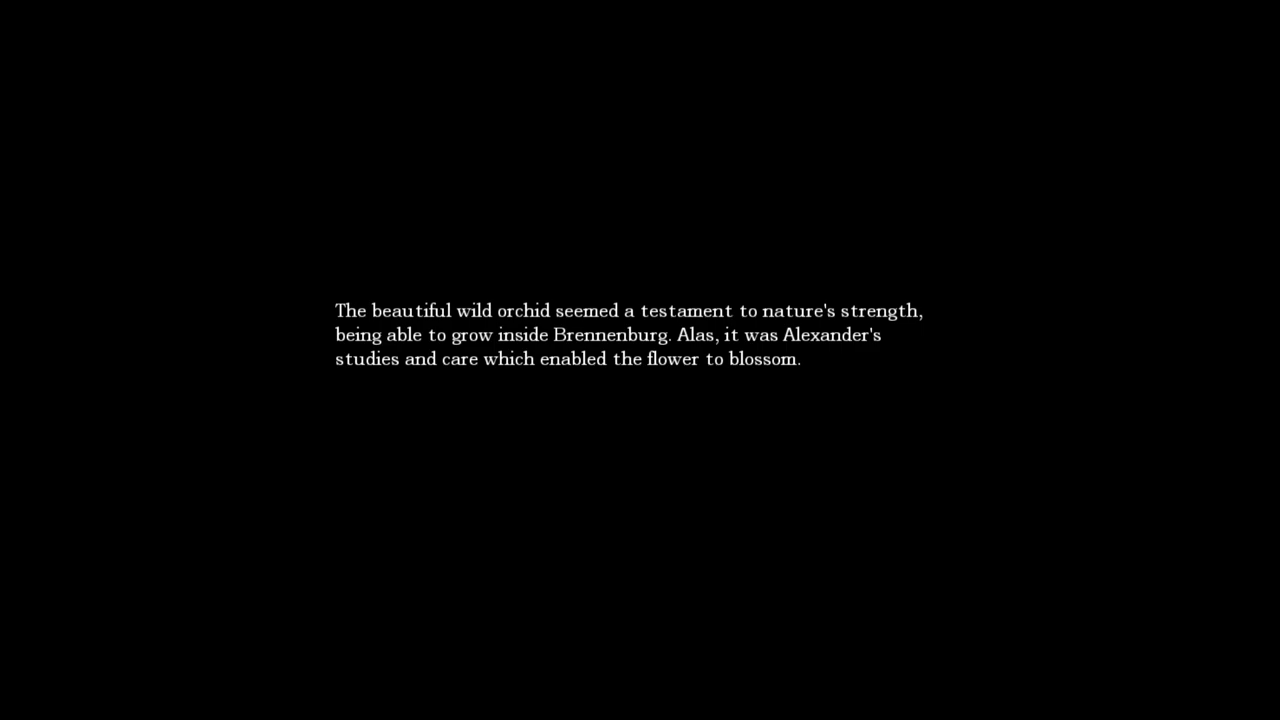 The beautiful wild orchid seemed a testament to nature's strength,
being able to grow inside Brennenburg. Alas, it was Alexander's
studies and care which enabled the flower to blossom.